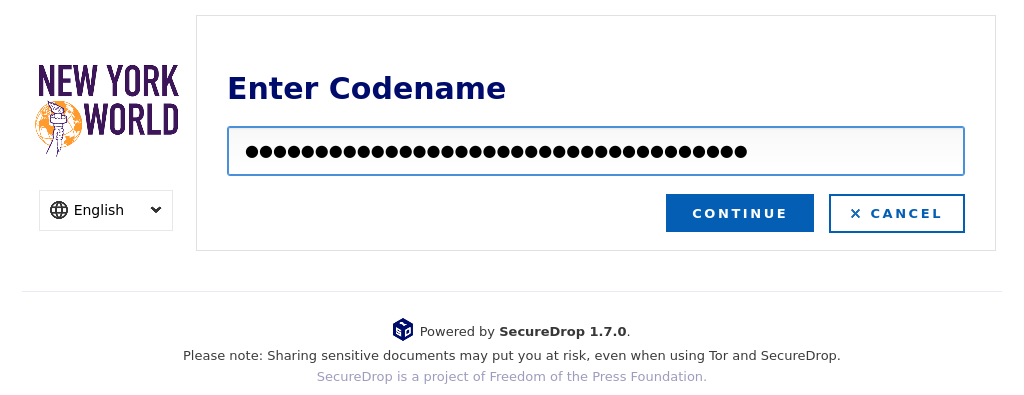 NEW YORK
WORLD
English
Enter Codename
●●●●●●●●●●●●●●●●●●●●●●●●●●●●●●●●●●●●
CONTINUE
✕ CANCEL
Powered by SecureDrop 1.7.0.
Please note: Sharing sensitive documents may put you at risk, even when using Tor and SecureDrop.
SecureDrop is a project of Freedom of the Press Foundation.